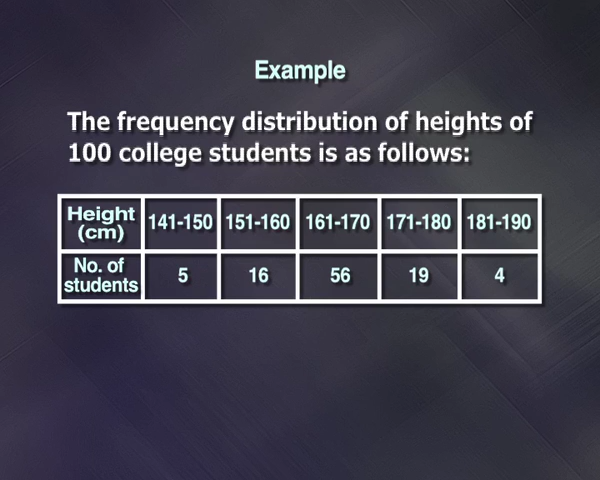 Example
The frequency distribution of heights of
100 college students is as follows:
Height (cm) 141-150 151-160 161-170 171-180 181-190
No. of students 5 16 56 19 4